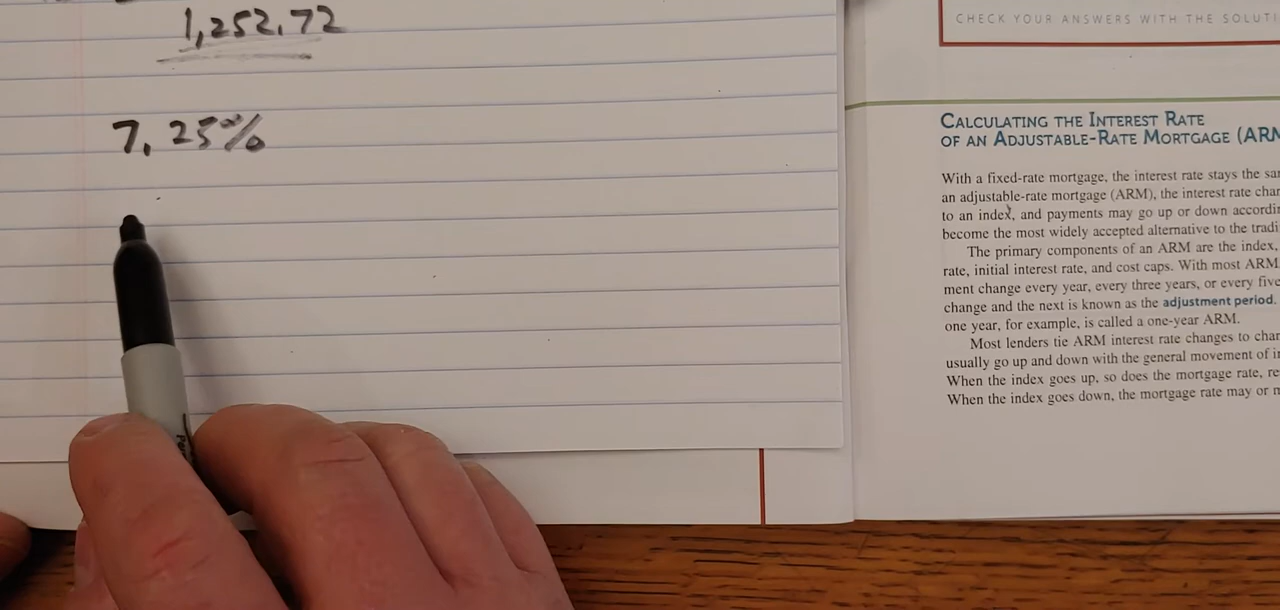 1,252.72
7.25%
CHECK YOUR ANSWERS WITH THE SOLUTI
CALCULATING THE INTEREST RATE
OF AN ADJUSTABLE-RATE MORTGAGE (ARM
With a fixed-rate mortgage, the interest rate stays the sa
an adjustable-rate mortgage (ARM), the interest rate chan
to an index, and payments may go up or down accordin
become the most widely accepted alternative to the tradi
The primary components of an ARM are the index,
rate, initial interest rate, and cost caps. With most ARM
ment change every year, every three years, or every five
change and the next is known as the adjustment period.
one year, for example, is called a one-year ARM.
Most lenders tie ARM interest rate changes to chan
usually go up and down with the general movement of in
When the index goes up, so does the mortgage rate, re
When the index goes down, the mortgage rate may or m